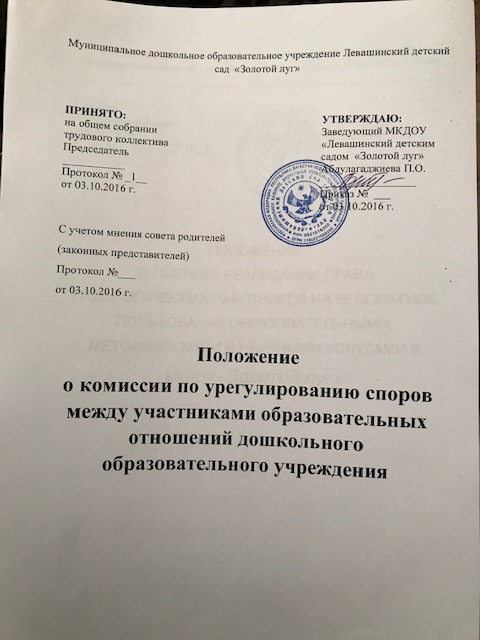 Муниципальное дошкольное образовательное учреждение Левашинский детский
сад «Золотой луг»
ПРИНЯТО:
на общем собрании
трудового коллектива
Председатель
Протокол № _1__
от 03.10.2016 г.
УТВЕРЖДАЮ:
Заведующий МКДОУ
«Левашинский детским
садом «Золотой луг»
Абдулагаджиева П.О.
Приказ № ___
от 03.10.2016 г.
С учетом мнения совета родителей
(законных представителей)
Протокол №___
от 03.10.2016 г.
Положение
о комиссии по урегулированию споров
между участниками образовательных
отношений дошкольного
образовательного учреждения